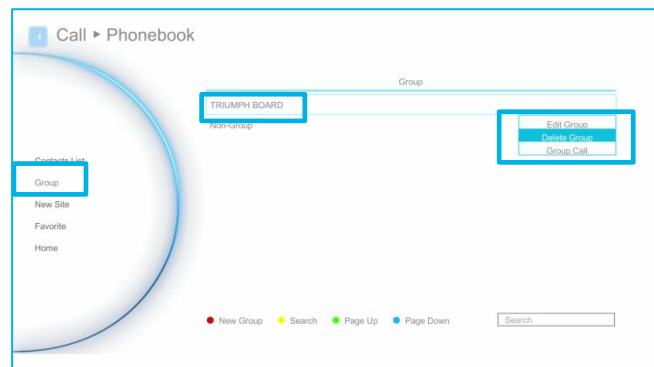 Call ▸ Phonebook
Group
TRIUMPH BOARD
Non-Group
Edit Group
Delete Group
Group Call
Contacts List
Group
New Site
Favorite
Home
New Group
Search
Page Up
Page Down
Search